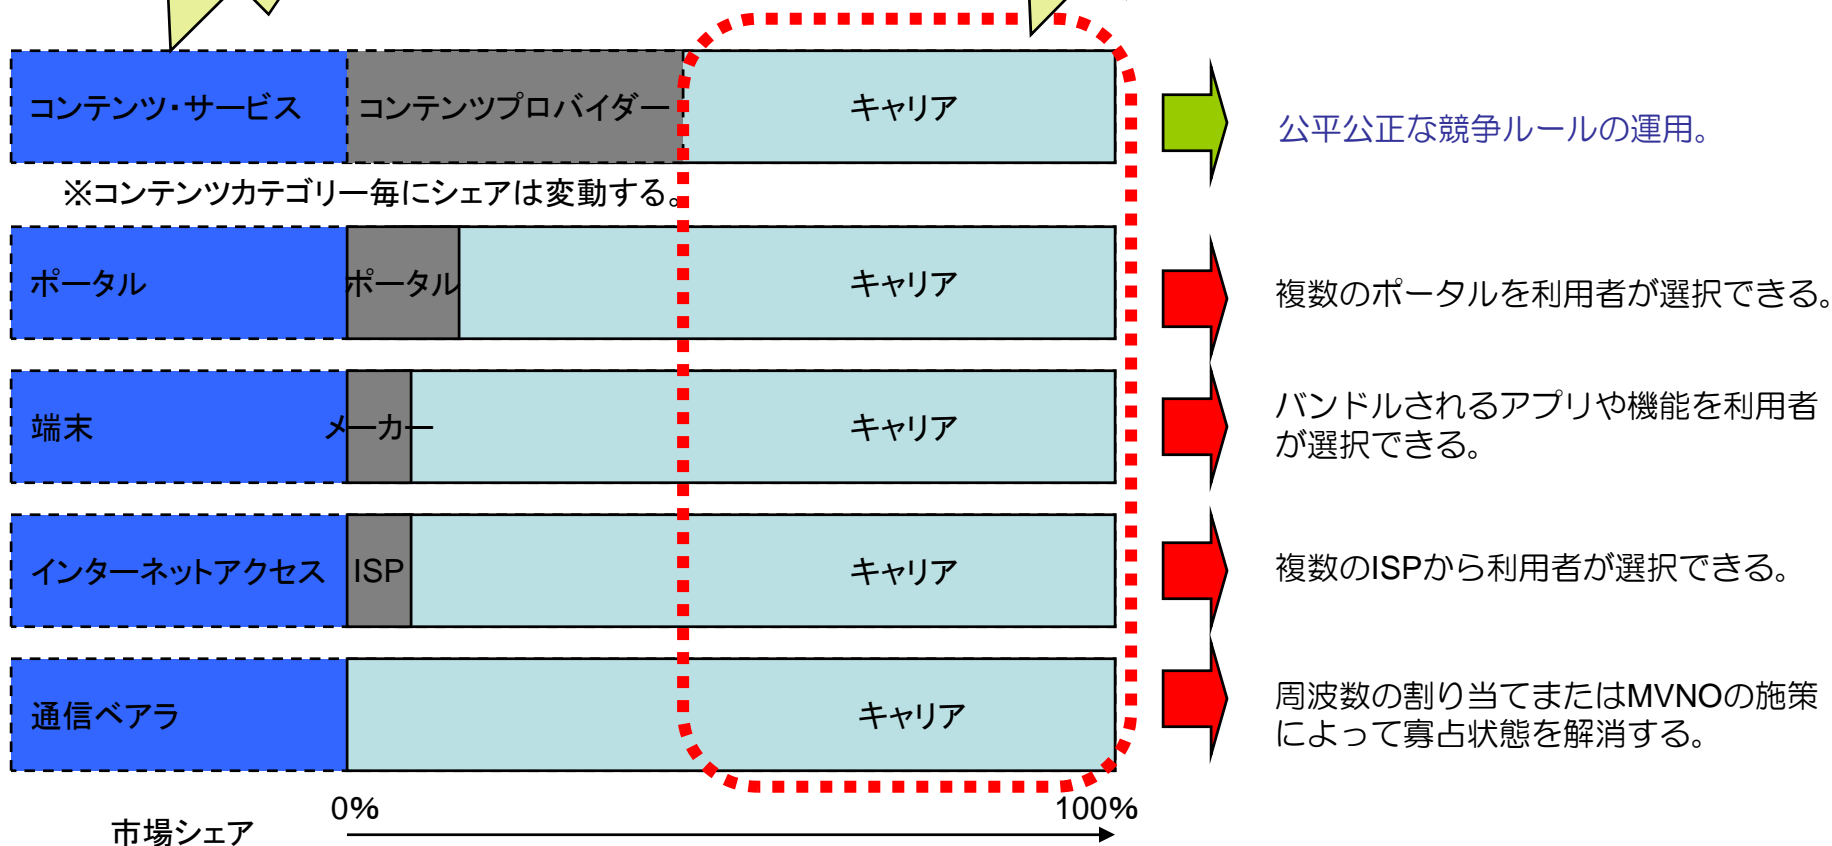 コンテンツ・サービス
コンテンツプロバイダー
キャリア
公平公正な競争ルールの運用。
※コンテンツカテゴリー毎にシェアは変動する。
ポータル
ポータル
キャリア
複数のポータルを利用者が選択できる。
端末
メーカー
キャリア
バンドルされるアプリや機能を利用者
が選択できる。
インターネットアクセス
ISP
キャリア
複数のISPから利用者が選択できる。
通信ベアラ
キャリア
周波数の割り当てまたはMVNOの施策
によって寡占状態を解消する。
0%
100%
市場シェア